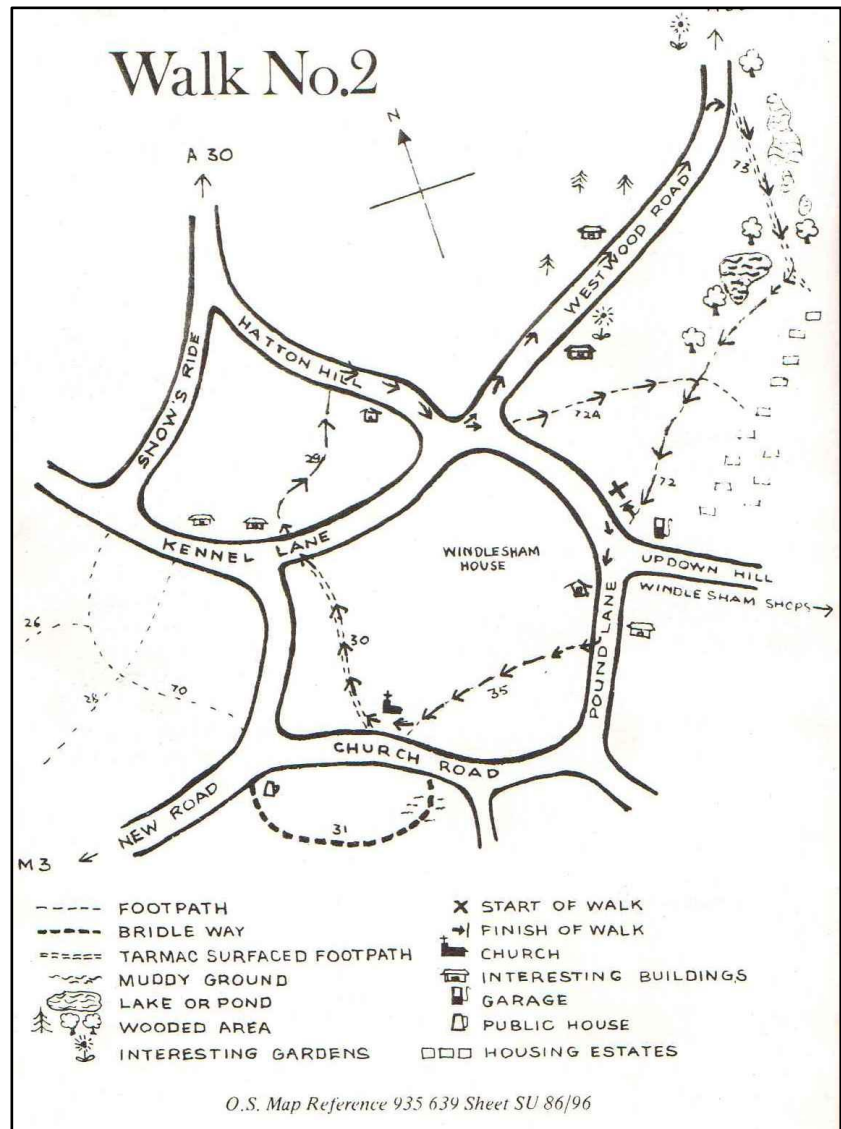 Walk No.2
N
A 30
73
WESTWOOD ROAD
HATTON HILL
SNOW'S RIDE
72A
29
72
KENNEL LANE
WINDLESHAM
HOUSE
UPDOWN HILL
WINDLESHAM SHOPS
POUND LANE
26
30
35
28
70
CHURCH ROAD
NEW ROAD
31
M3
FOOTPATH
BRIDLE WAY
TARMAC SURFACED FOOTPATH
MUDDY GROUND
LAKE OR POND
WOODED AREA
INTERESTING GARDENS
START OF WALK
FINISH OF WALK
CHURCH
INTERESTING BUILDINGS
GARAGE
PUBLIC HOUSE
HOUSING ESTATES
O.S. Map Reference 935 639 Sheet SU 86/96